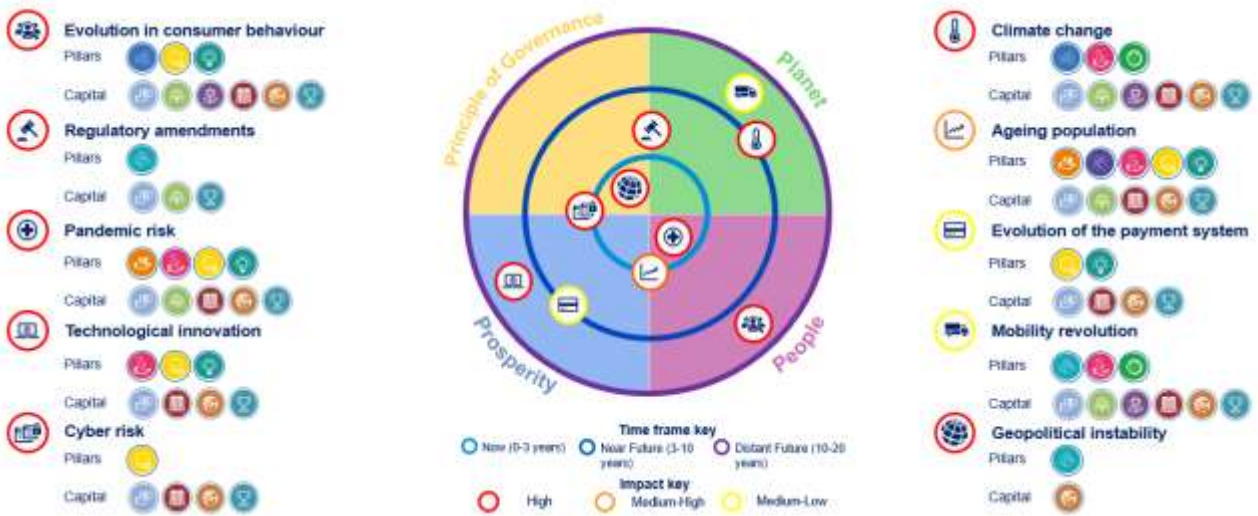 Evolution in consumer behaviour
Pillars
Capital
Regulatory amendments
Pillars
Capital
Pandemic risk
Pillars
Capital
Technological innovation
Pillars
Capital
Cyber risk
Pillars
Capital
Principle of Governance
Planet
Prosperity
People
Time frame key
Now (0-3 years)
Near Future (3-10
years)
Distant Future (10-20
years)
Impact key
High
Medium-High
Medium-Low
Climate change
Pillars
Capital
Ageing population
Pillars
Capital
Evolution of the payment system
Pillars
Capital
Mobility revolution
Pillars
Capital
Geopolitical instability
Pillars
Capital